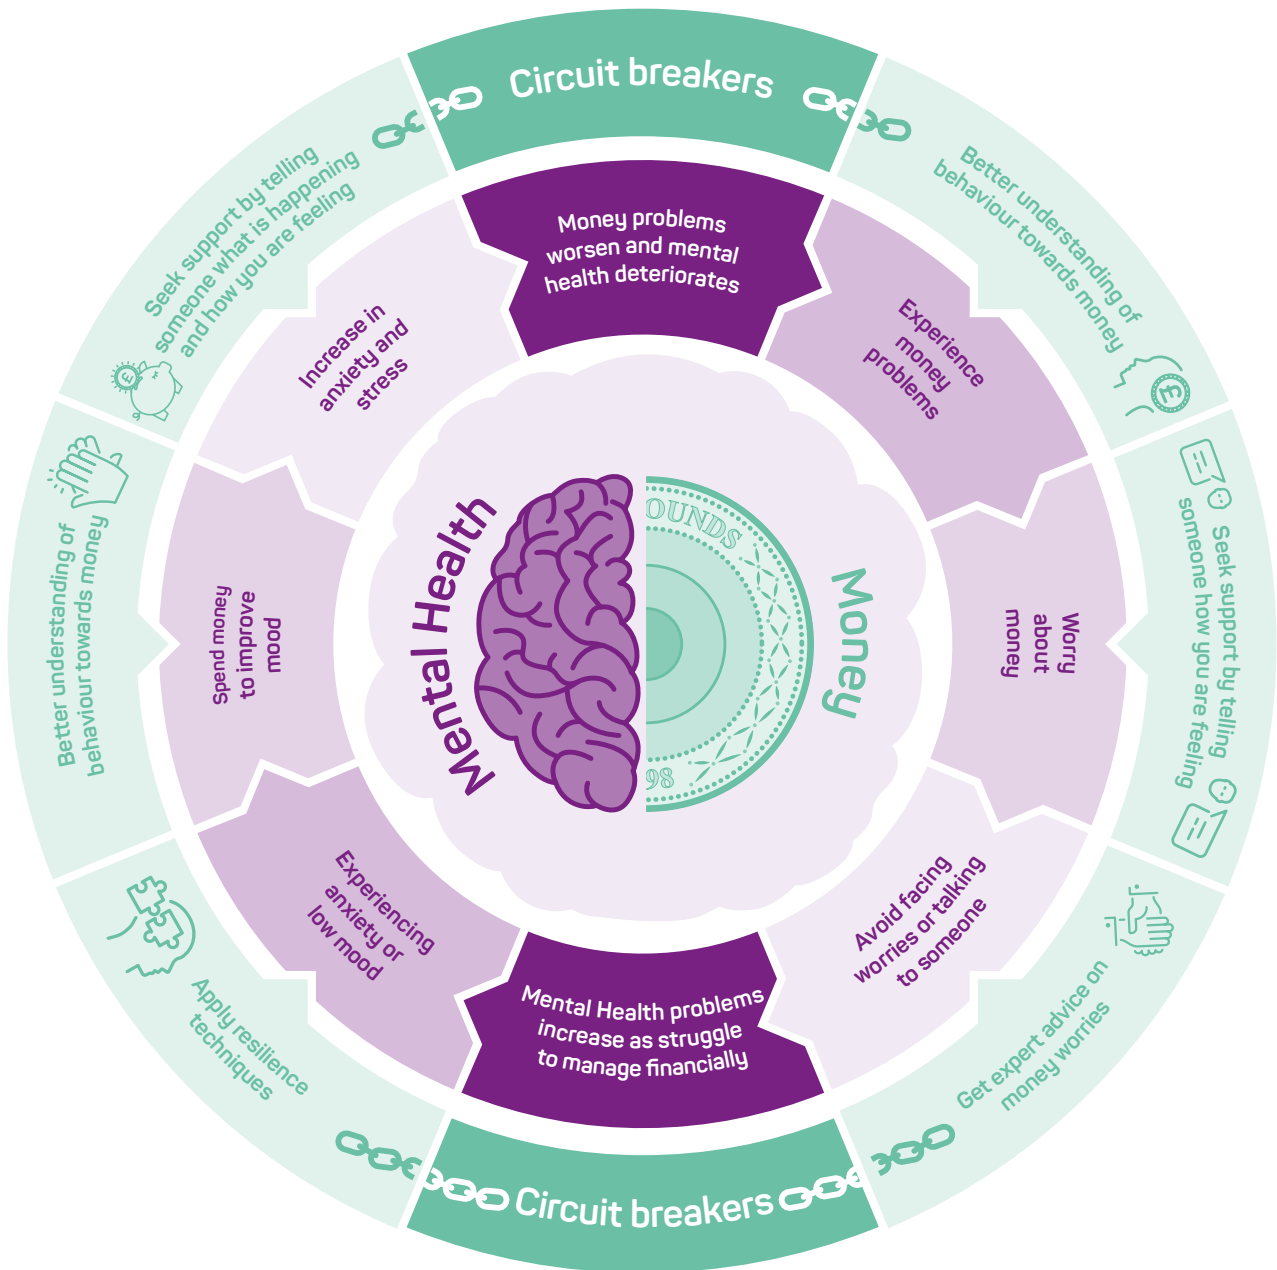 Circuit breakers
Better understanding of
behaviour towards money
£
Seek support by telling
someone how you are feeling
Get expert advice on
money worries
Circuit breakers
Apply resilience
techniques
Better understanding of
behaviour towards money
Seek support by telling
someone what is happening
and how you are feeling
£
Money problems
worsen and mental
health deteriorates
Experience
money
problems
Worry
about
money
Avoid facing
worries or talking
to someone
Mental Health problems
increase as struggle
to manage financially
Experiencing
anxiety or
low mood
Spend money
to improve
mood
Increase in
anxiety and
stress
Mental Health
Money
OUNDS
98